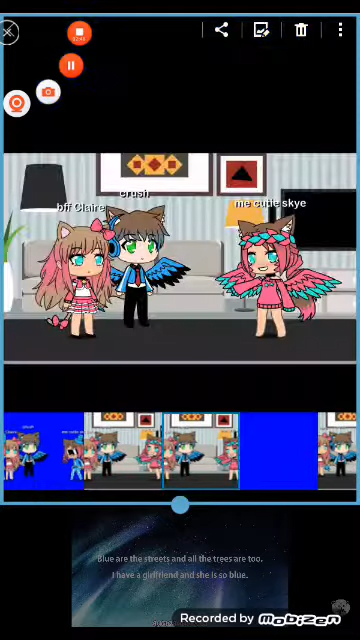 crush
bff Claire
me cutie skye
Blue are the streets and all the trees are too.
I have a girlfriend and she is so blue.
Recorded by Mobizen